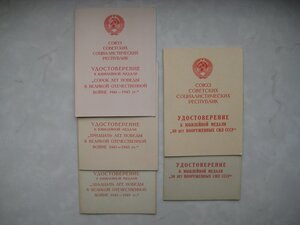 СОЮЗ
СОВЕТСКИХ
СОЦИАЛИСТИЧЕСКИХ
РЕСПУБЛИК
УДОСТОВЕРЕНИЕ
К ЮБИЛЕЙНОЙ МЕДАЛИ
„СОРОК ЛЕТ ПОБЕДЫ
В ВЕЛИКОЙ ОТЕЧЕСТВЕННОЙ
ВОЙНЕ 1941—1945 гг.“
УДОСТОВЕРЕНИЕ
К ЮБИЛЕЙНОЙ МЕДАЛИ
„ТРИДЦАТЬ ЛЕТ ПОБЕДЫ
В ВЕЛИКОЙ ОТЕЧЕСТВЕННОЙ
ВОЙНЕ 1941—1945 гг.“
УДОСТОВЕРЕНИЕ
К ЮБИЛЕЙНОЙ МЕДАЛИ
„ДВАДЦАТЬ ЛЕТ ПОБЕДЫ
В ВЕЛИКОЙ ОТЕЧЕСТВЕННОЙ
ВОЙНЕ 1941—1945 гг.“
СОЮЗ
СОВЕТСКИХ
СОЦИАЛИСТИЧЕСКИХ
РЕСПУБЛИК
УДОСТОВЕРЕНИЕ
К ЮБИЛЕЙНОЙ МЕДАЛИ
ЛЕТ ВООРУЖЕННЫХ СИЛ СССР“
УДОСТОВЕРЕНИЕ
К ЮБИЛЕЙНОЙ МЕДАЛИ
ЛЕТ ВООРУЖЕННЫХ СИЛ СССР“